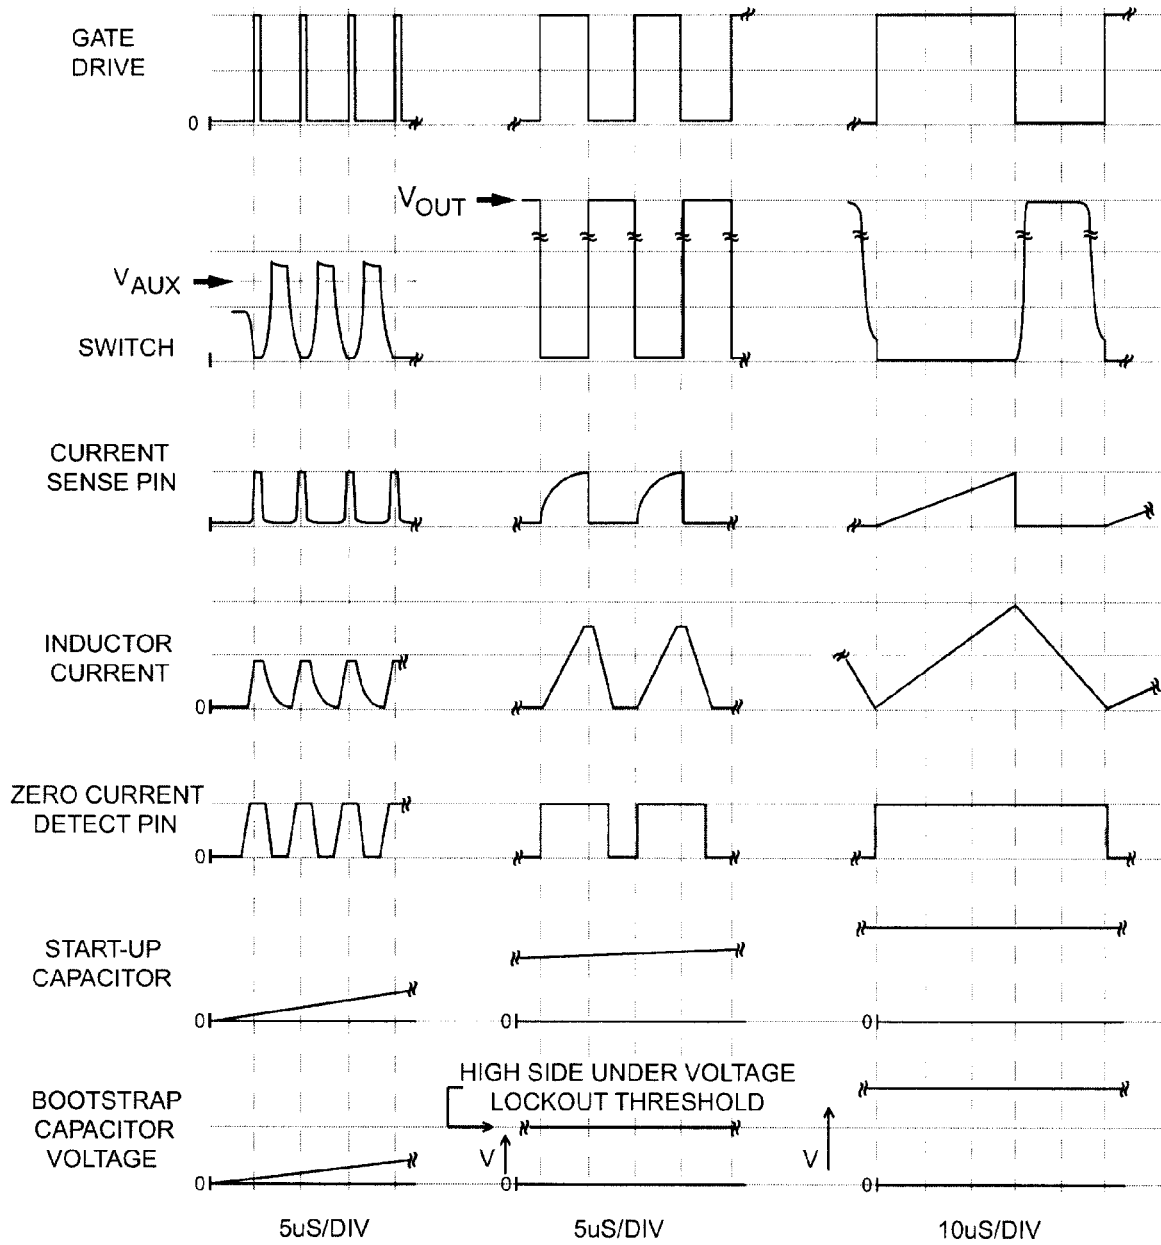 GATE
DRIVE
0
VOUT
VAUX
SWITCH
CURRENT
SENSE PIN
INDUCTOR
CURRENT
0
ZERO CURRENT
DETECT PIN
0
START-UP
CAPACITOR
0
0
0
HIGH SIDE UNDER VOLTAGE
LOCKOUT THRESHOLD
BOOTSTRAP
CAPACITOR
VOLTAGE
V
V
0
0
0
5uS/DIV
5uS/DIV
10uS/DIV